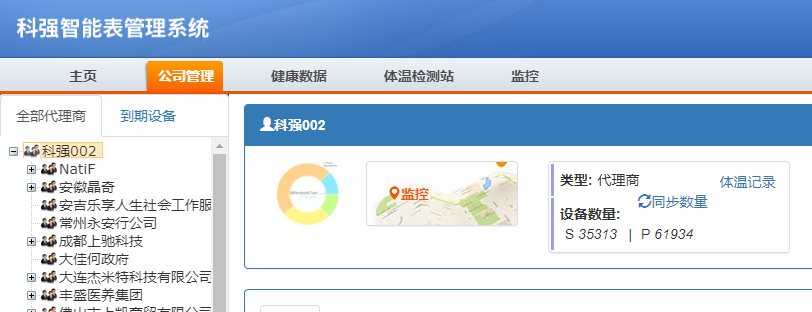 科强智能表管理系统
主页 公司管理 健康数据 体温检测站 监控
全部代理商 到期设备
科强002
NatiF
安徽晶奇
安吉乐享人生社会工作服
常州永安行公司
成都上驰科技
大佳何政府
大连杰米特科技有限公司
丰盛医养集团
科强002
监控
类型: 代理商 体温记录
同步数量
设备数量:
S 35313 | P 61934